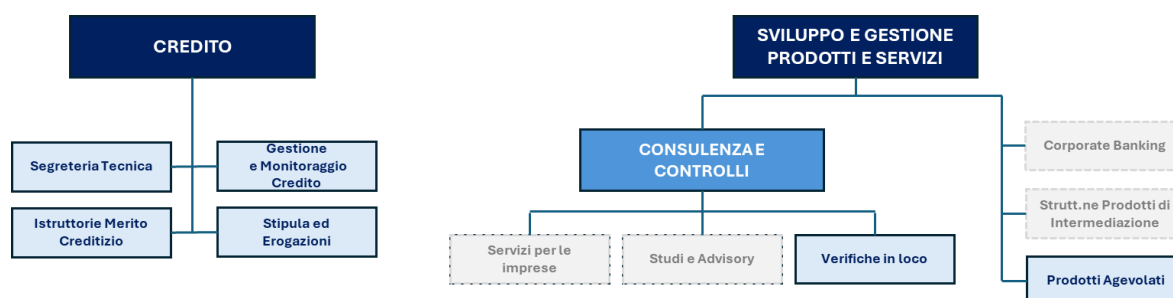 CREDITO
Segreteria Tecnica
Gestione
e Monitoraggio
Credito
Istruttorie Merito
Creditizio
Stipula ed
Erogazioni
SVILUPPO E GESTIONE
PRODOTTI E SERVIZI
CONSULENZA E
CONTROLLI
Servizi per le
imprese
Studi e Advisory
Verifiche in loco
Corporate Banking
Strutt.ne Prodotti di
Intermediazione
Prodotti Agevolati